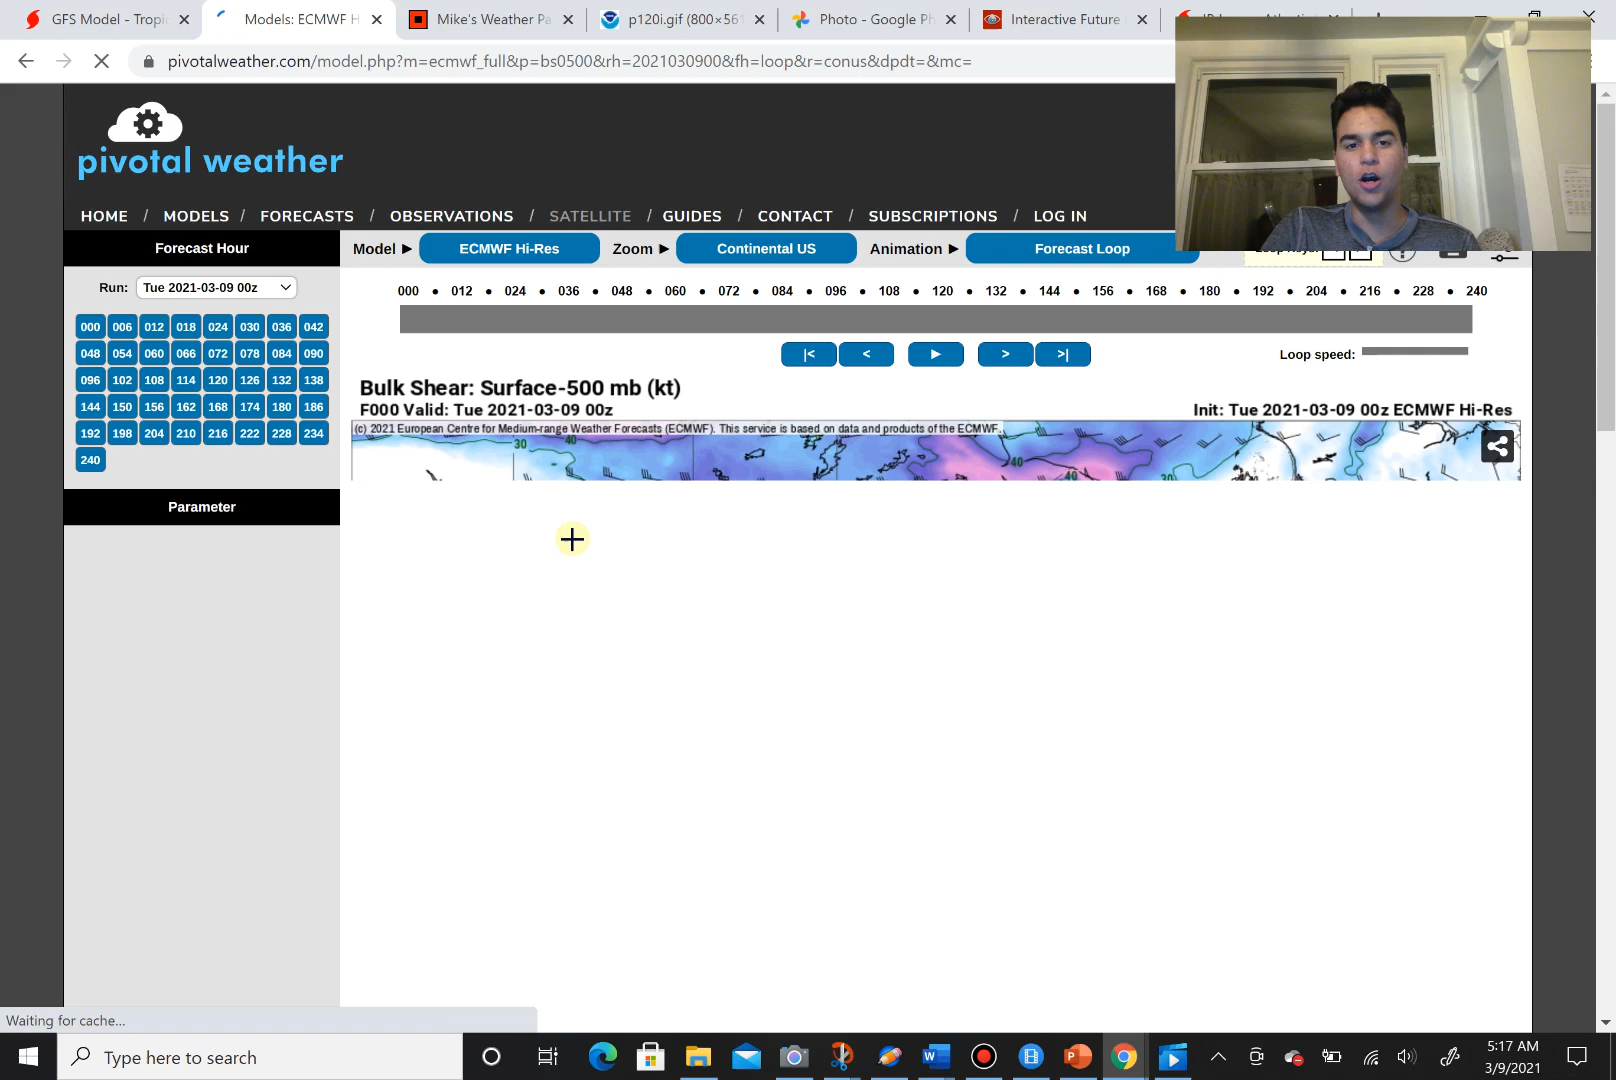 GFS Model - Tropic
Models: ECMWF H
Mike's Weather Pa
p120i.gif (800×561
Photo - Google Ph
Interactive Future
pivotalweather.com/model.php?m=ecmwf_full&p=bs0500&rh=2021030900&fh=loop&r=conus&dpdt=&mc=
pivotal weather
HOME / MODELS / FORECASTS / OBSERVATIONS / SATELLITE / GUIDES / CONTACT / SUBSCRIPTIONS / LOG IN
Forecast Hour
Model ► ECMWF Hi-Res Zoom ► Continental US Animation ► Forecast Loop
Run: Tue 2021-03-09 00z
000 006 012 018 024 030 036 042
048 054 060 066 072 078 084 090
096 102 108 114 120 126 132 138
144 150 156 162 168 174 180 186
192 198 204 210 216 222 228 234
240
Parameter
000 • 012 • 024 • 036 • 048 • 060 • 072 • 084 • 096 • 108 • 120 • 132 • 144 • 156 • 168 • 180 • 192 • 204 • 216 • 228 • 240
|< < ► > >|
Loop speed:
Bulk Shear: Surface-500 mb (kt)
F000 Valid: Tue 2021-03-09 00z
Init: Tue 2021-03-09 00z ECMWF Hi-Res
(c) 2021 European Centre for Medium-range Weather Forecasts (ECMWF). This service is based on data and products of the ECMWF.
30 40 40 40 30
Waiting for cache...
Type here to search
5:17 AM
3/9/2021